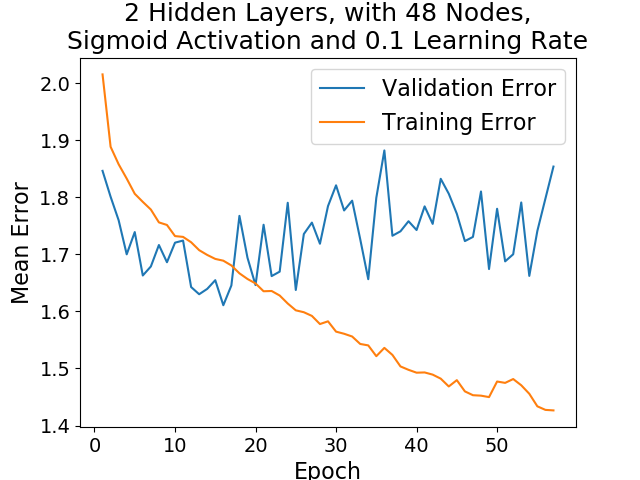 2 Hidden Layers, with 48 Nodes,
Sigmoid Activation and 0.1 Learning Rate
Validation Error
Training Error
Mean Error
2.0
1.9
1.8
1.7
1.6
1.5
1.4
0 10 20 30 40 50
Epoch